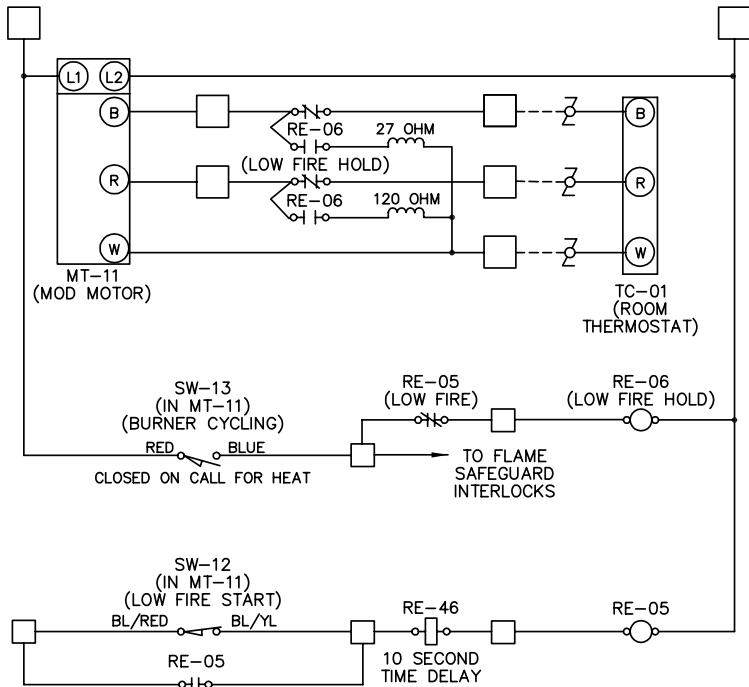 L1 L2
B
RE-06
27 OHM
B
(LOW FIRE HOLD)
R
R
RE-06
120 OHM
W
W
MT-11
(MOD MOTOR)
TC-01
(ROOM
THERMOSTAT)
SW-13
(IN MT-11)
(BURNER CYCLING)
RED
BLUE
CLOSED ON CALL FOR HEAT
RE-05
(LOW FIRE)
RE-06
(LOW FIRE HOLD)
TO FLAME
SAFEGUARD
INTERLOCKS
SW-12
(IN MT-11)
(LOW FIRE START)
BL/RED
BL/YL
RE-46
10 SECOND
TIME DELAY
RE-05
RE-05